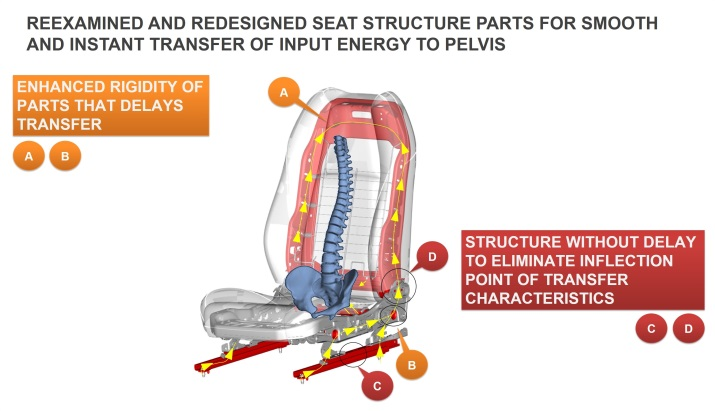 REEXAMINED AND REDESIGNED SEAT STRUCTURE PARTS FOR SMOOTH
AND INSTANT TRANSFER OF INPUT ENERGY TO PELVIS
ENHANCED RIGIDITY OF
PARTS THAT DELAYS
TRANSFER
A B
A
D
STRUCTURE WITHOUT DELAY
TO ELIMINATE INFLECTION
POINT OF TRANSFER
CHARACTERISTICS
C D
B
C